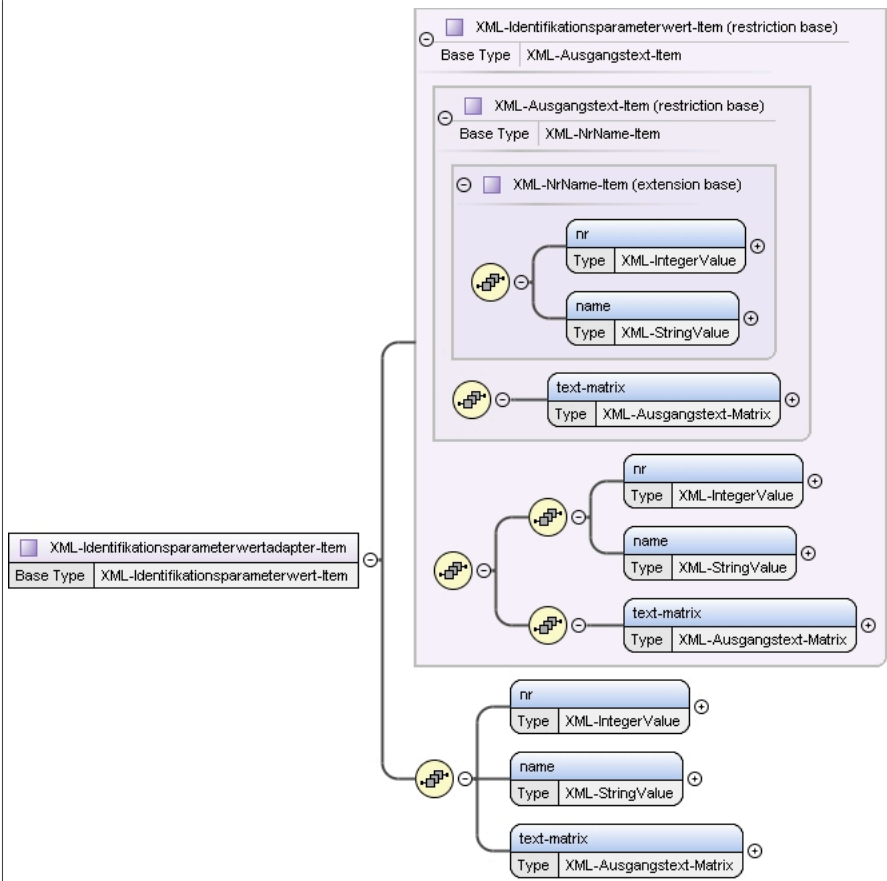 XML-Identifikationsparameterwert-Item (restriction base)
Base Type XML-Ausgangstext-Item
XML-Ausgangstext-Item (restriction base)
Base Type XML-NrName-Item
XML-NrName-Item (extension base)
nr
Type XML-IntegerValue
name
Type XML-StringValue
text-matrix
Type XML-Ausgangstext-Matrix
nr
Type XML-IntegerValue
name
Type XML-StringValue
text-matrix
Type XML-Ausgangstext-Matrix
XML-Identifikationsparameterwertadapter-Item
Base Type XML-Identifikationsparameterwert-Item
nr
Type XML-IntegerValue
name
Type XML-StringValue
text-matrix
Type XML-Ausgangstext-Matrix